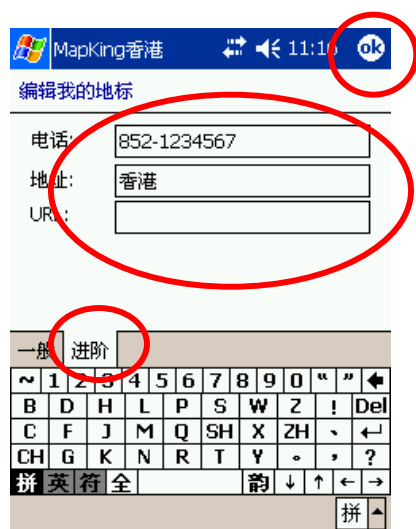 MapKing香港 11:16 ok
编辑我的地标
电话: 852-1234567
地址: 香港
URL:
一般 进阶
~ 1 2 3 4 5 6 7 8 9 0 “ ” 🡄
B D H L P S W Z ! Del
C F J M Q SH X ZH 、 ↵
CH G K N R T Y 。 , ?
拼 英 符 全 韵 ↓ ↑ ← →
拼 ▲